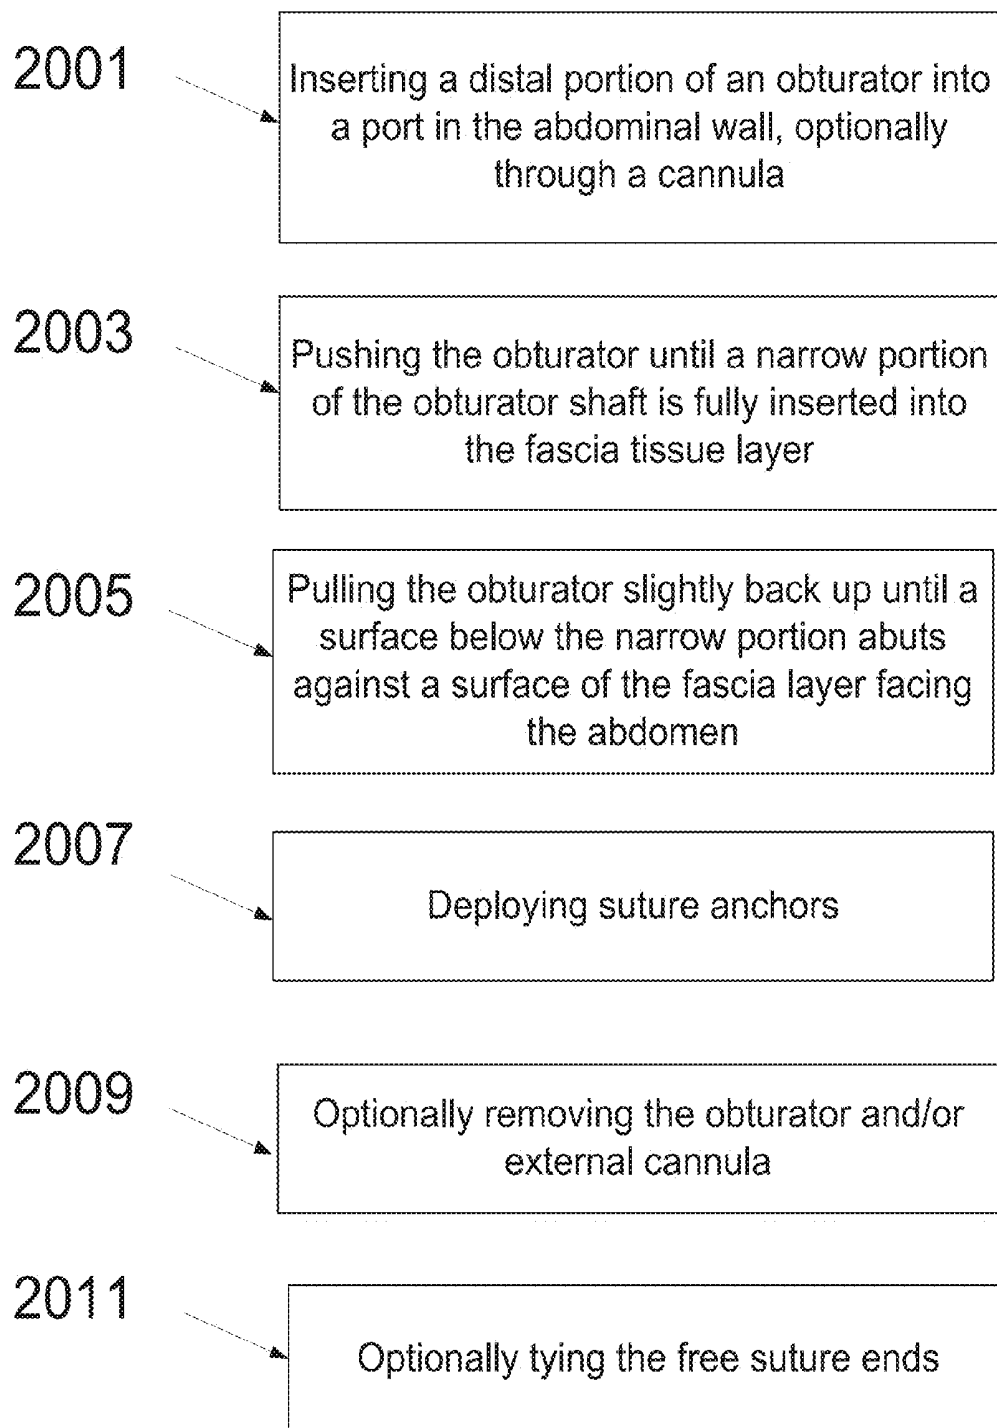 2001
Inserting a distal portion of an obturator into
a port in the abdominal wall, optionally
through a cannula
2003
Pushing the obturator until a narrow portion
of the obturator shaft is fully inserted into
the fascia tissue layer
2005
Pulling the obturator slightly back up until a
surface below the narrow portion abuts
against a surface of the fascia layer facing
the abdomen
2007
Deploying suture anchors
2009
Optionally removing the obturator and/or
external cannula
2011
Optionally tying the free suture ends